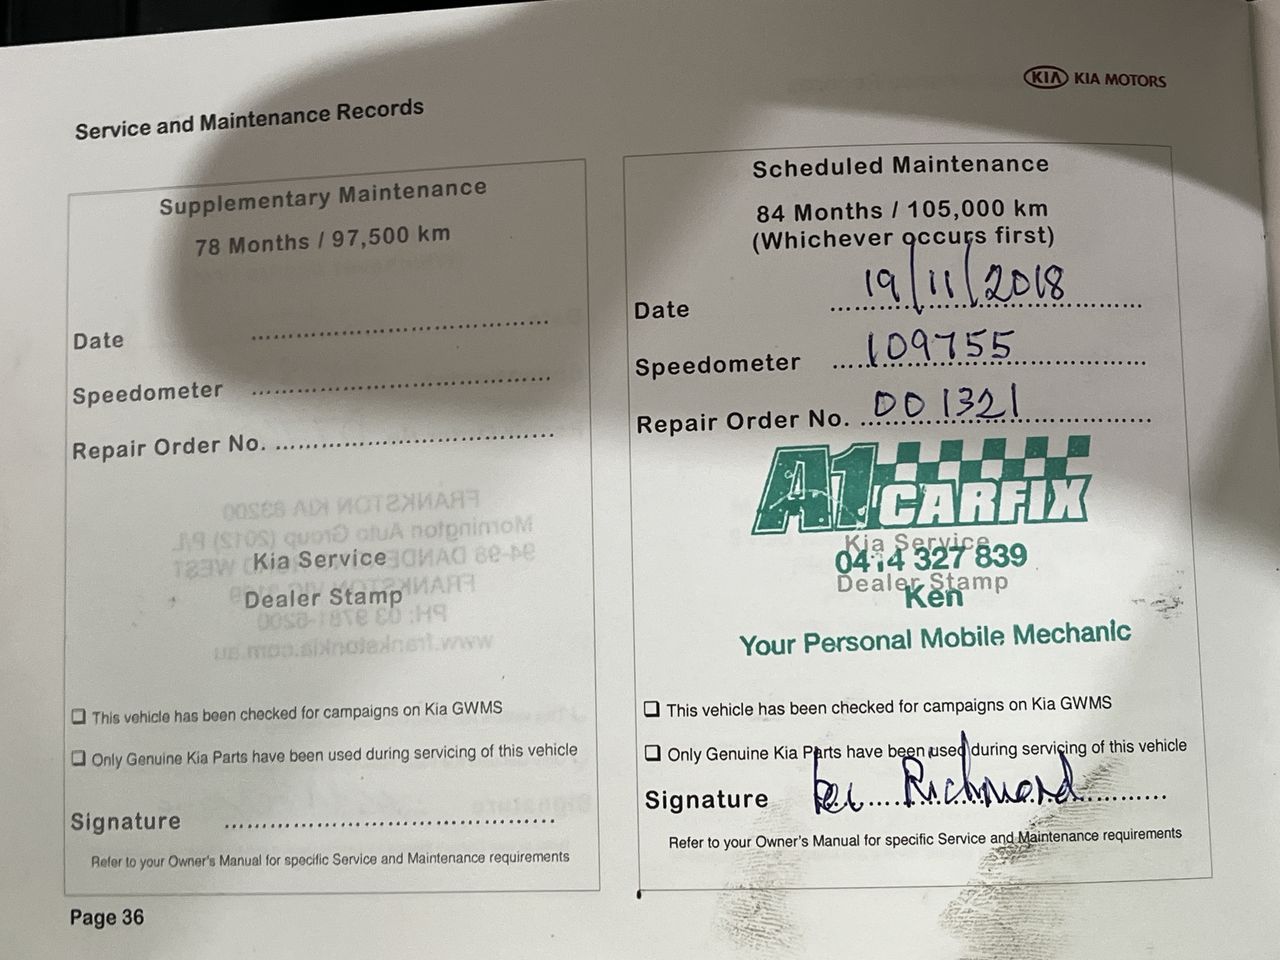 KIA KIA MOTORS
Service and Maintenance Records
Supplementary Maintenance
78 Months / 97,500 km
Date
Speedometer
Repair Order No.
Kia Service
Dealer Stamp
❑ This vehicle has been checked for campaigns on Kia GWMS
❑ Only Genuine Kia Parts have been used during servicing of this vehicle
Signature
Refer to your Owner's Manual for specific Service and Maintenance requirements
Page 36
Scheduled Maintenance
84 Months / 105,000 km
(Whichever occurs first)
Date 19/11/2018
Speedometer 109755
Repair Order No. 001321
A1 CARFIX
Kia Service
0414 327 839
Dealer Stamp
Ken
Your Personal Mobile Mechanic
❑ This vehicle has been checked for campaigns on Kia GWMS
❑ Only Genuine Kia Parts have been used during servicing of this vehicle
Signature Richmond
Refer to your Owner's Manual for specific Service and Maintenance requirements